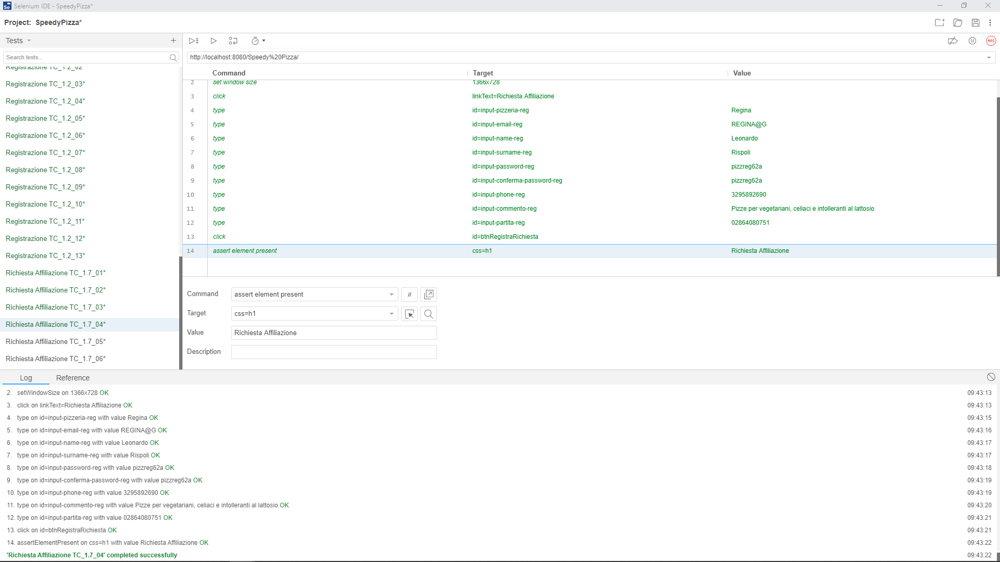 Selenium IDE - SpeedyPizza*
Project: SpeedyPizza*
Tests
Search tests...
Registrazione TC_1.2_02
Registrazione TC_1.2_03*
Registrazione TC_1.2_04*
Registrazione TC_1.2_05*
Registrazione TC_1.2_06*
Registrazione TC_1.2_07*
Registrazione TC_1.2_08*
Registrazione TC_1.2_09*
Registrazione TC_1.2_10*
Registrazione TC_1.2_11*
Registrazione TC_1.2_12*
Registrazione TC_1.2_13*
Richiesta Affiliazione TC_1.7_01*
Richiesta Affiliazione TC_1.7_02*
Richiesta Affiliazione TC_1.7_03*
Richiesta Affiliazione TC_1.7_04*
Richiesta Affiliazione TC_1.7_05*
Richiesta Affiliazione TC_1.7_06*
REC
http://localhost:8080/Speedy%20Pizza/
Command Target Value
2 set window size 1366x728
3 click linkText=Richiesta Affiliazione
4 type id=input-pizzeria-reg Regina
5 type id=input-email-reg REGINA@G
6 type id=input-name-reg Leonardo
7 type id=input-surname-reg Rispoli
8 type id=input-password-reg pizzreg62a
9 type id=input-conferma-password-reg pizzreg62a
10 type id=input-phone-reg 3295892690
11 type id=input-commento-reg Pizze per vegetariani, celiaci e intolleranti al lattosio
12 type id=input-partita-reg 02864080751
13 click id=btnRegistraRichiesta
14 assert element present css=h1 Richiesta Affiliazione
Command assert element present //
Target css=h1
Value Richiesta Affiliazione
Description
Log Reference
2. setWindowSize on 1366x728 OK 09:43:13
3. click on linkText=Richiesta Affiliazione OK 09:43:13
4. type on id=input-pizzeria-reg with value Regina OK 09:43:15
5. type on id=input-email-reg with value REGINA@G OK 09:43:16
6. type on id=input-name-reg with value Leonardo OK 09:43:17
7. type on id=input-surname-reg with value Rispoli OK 09:43:17
8. type on id=input-password-reg with value pizzreg62a OK 09:43:18
9. type on id=input-conferma-password-reg with value pizzreg62a OK 09:43:19
10. type on id=input-phone-reg with value 3295892690 OK 09:43:19
11. type on id=input-commento-reg with value Pizze per vegetariani, celiaci e intolleranti al lattosio OK 09:43:20
12. type on id=input-partita-reg with value 02864080751 OK 09:43:21
13. click on id=btnRegistraRichiesta OK 09:43:21
14. assertElementPresent on css=h1 with value Richiesta Affiliazione OK 09:43:22
'Richiesta Affiliazione TC_1.7_04' completed successfully 09:43:22